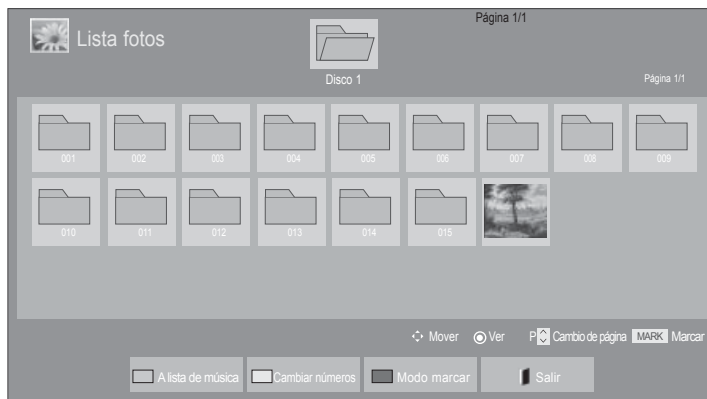 Página 1/1
Lista fotos
Disco 1
Página 1/1
001 002 003 004 005 006 007 008 009
010 011 012 013 014 015
Mover Ver P Cambio de página MARK Marcar
A lista de música Cambiar números Modo marcar Salir